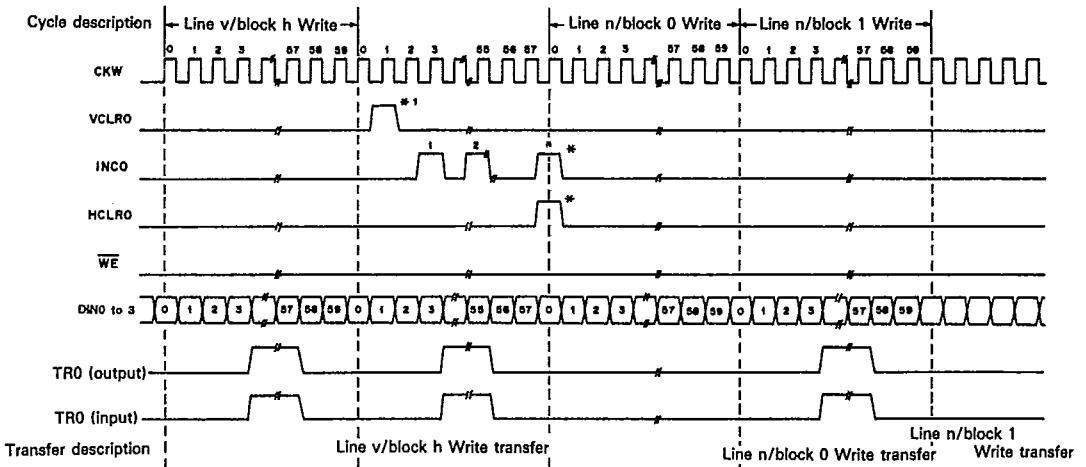 Cycle description Line v/block h Write Line n/block 0 Write Line n/block 1 Write
0 1 2 3 57 58 59 0 1 2 3 55 56 57 0 1 2 3 57 58 59 0 1 2 3 57 58 59
CKW
VCLR0 *1
INC0 1 2 n *
HCLR0 *
WE
DIN0 to 3 0 1 2 3 57 58 59 0 1 2 3 55 56 57 0 1 2 3 57 58 59 0 1 2 3 57 58 59
TR0 (output)
TR0 (input)
Transfer description Line v/block h Write transfer Line n/block 0 Write transfer Line n/block 1 Write transfer